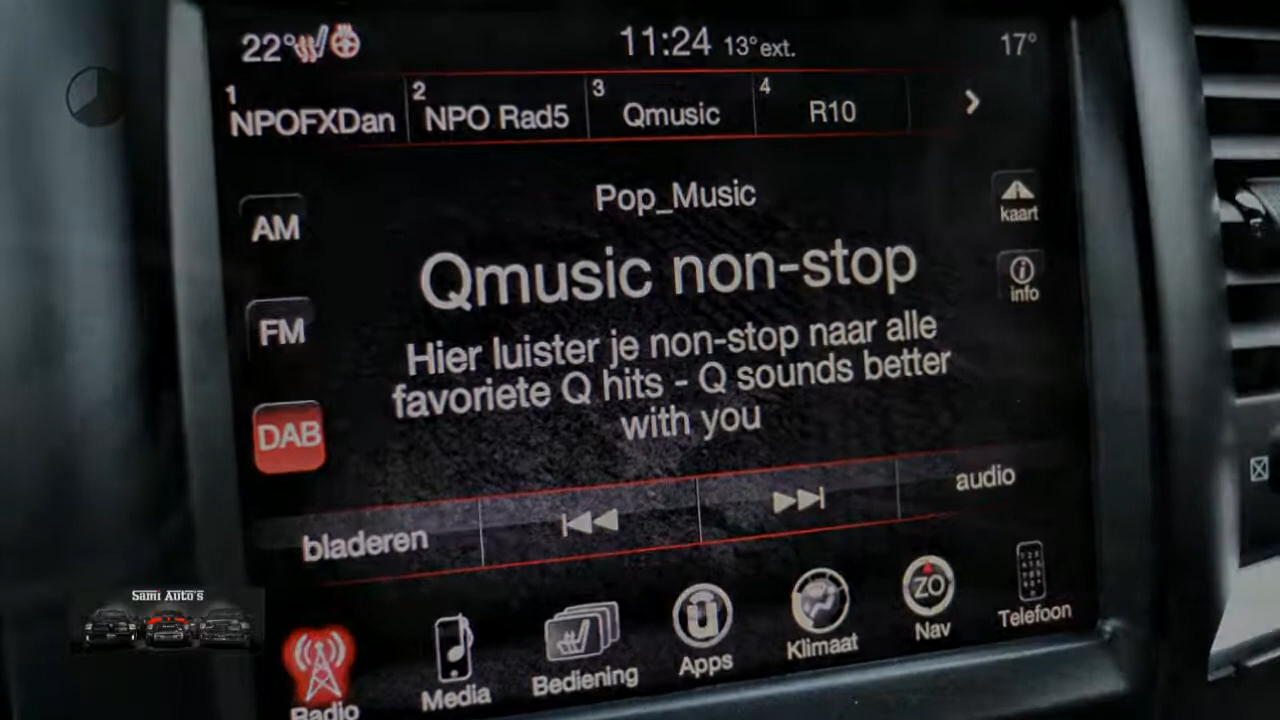 22°
11:24 13°ext.
17°
1 NPOFXDan
2 NPO Rad5
3 Qmusic
4 R10
Pop_Music
kaart
AM
Qmusic non-stop
info
FM
Hier luister je non-stop naar alle
favoriete Q hits - Q sounds better
with you
DAB
bladeren
audio
Sami Auto's
Radio
Media
Bediening
Apps
Klimaat
ZO
Nav
Telefoon